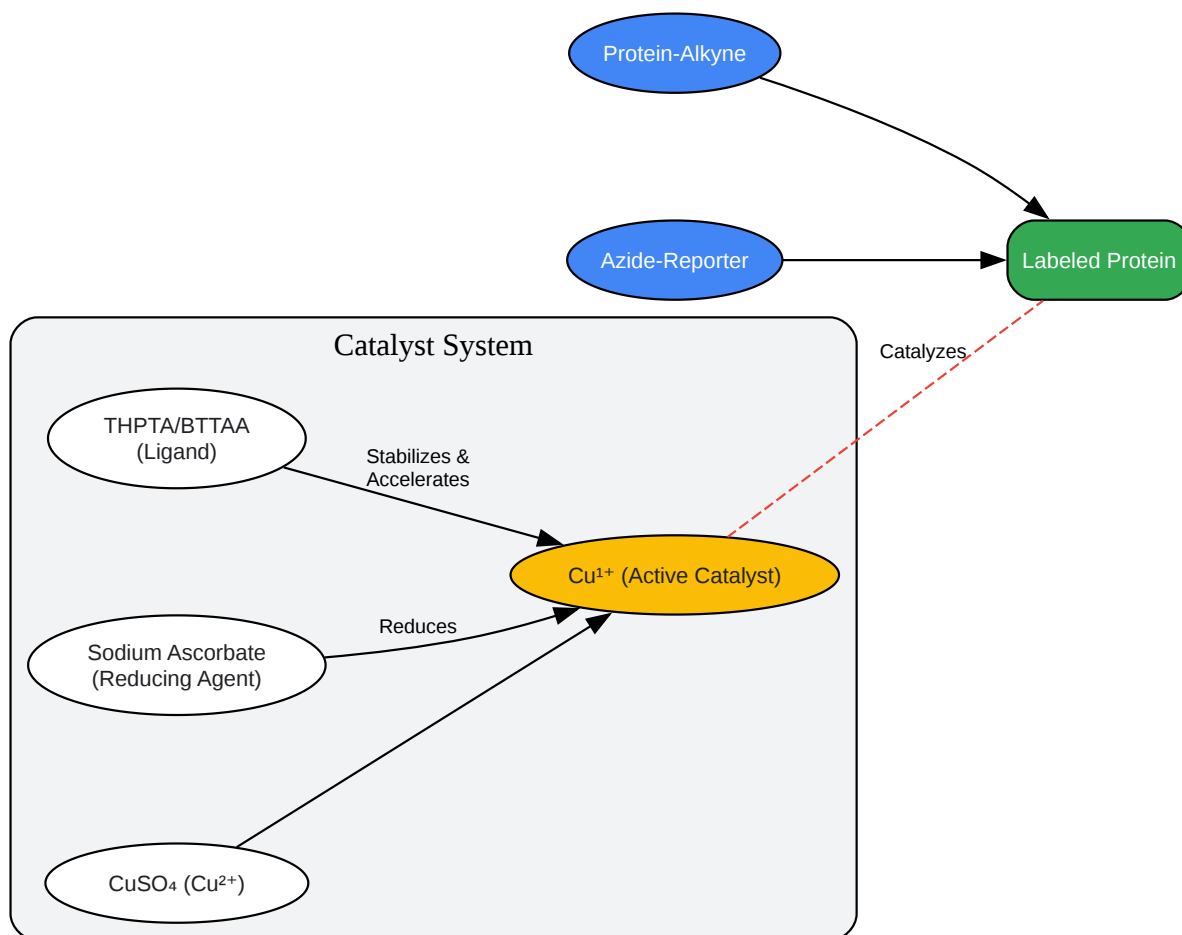 Protein-Alkyne
Azide-Reporter
Labeled Protein
Catalyst System
Catalyzes
THPTA/BTTAA
(Ligand)
Stabilizes &
Accelerates
Cu¹⁺ (Active Catalyst)
Sodium Ascorbate
(Reducing Agent)
Reduces
CuSO₄ (Cu²⁺)